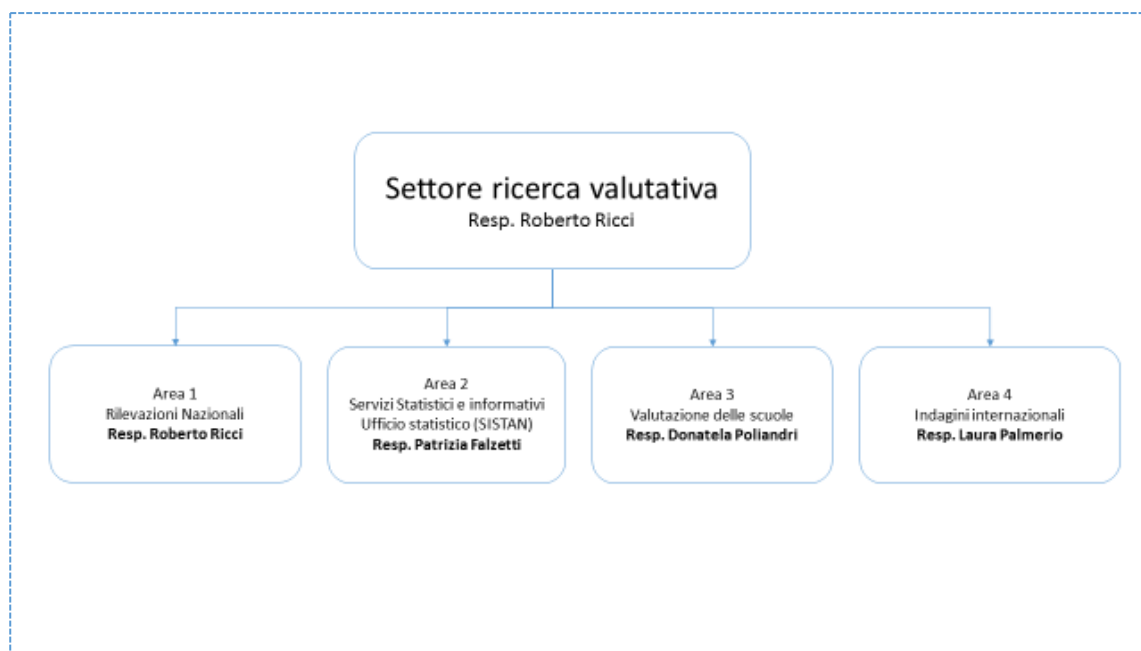 Settore ricerca valutativa
Resp. Roberto Ricci
Area 1
Rilevazioni Nazionali
Resp. Roberto Ricci
Area 2
Servizi Statistici e informativi
Ufficio statistico (SISTAN)
Resp. Patrizia Falzetti
Area 3
Valutazione delle scuole
Resp. Donatela Poliandri
Area 4
Indagini internazionali
Resp. Laura Palmerio